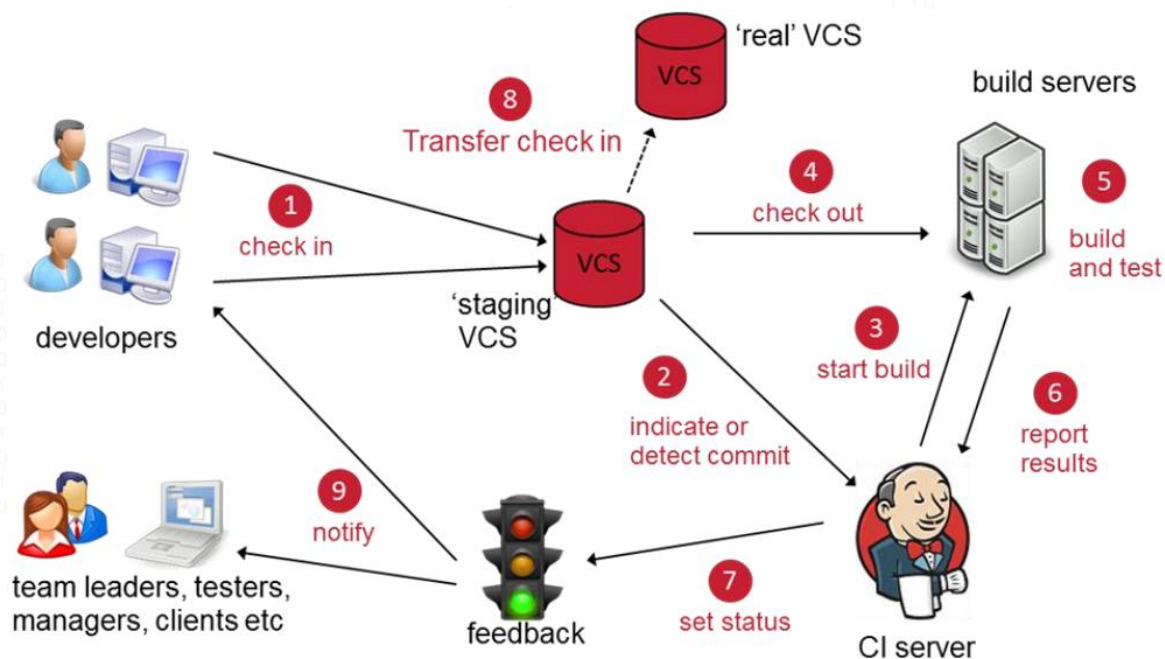 'real' VCS
VCS
build servers
8
Transfer check in
4
check out
5
build
and test
1
check in
VCS
'staging'
VCS
developers
3
start build
2
indicate or
detect commit
6
report
results
9
notify
team leaders, testers,
managers, clients etc
feedback
7
set status
CI server